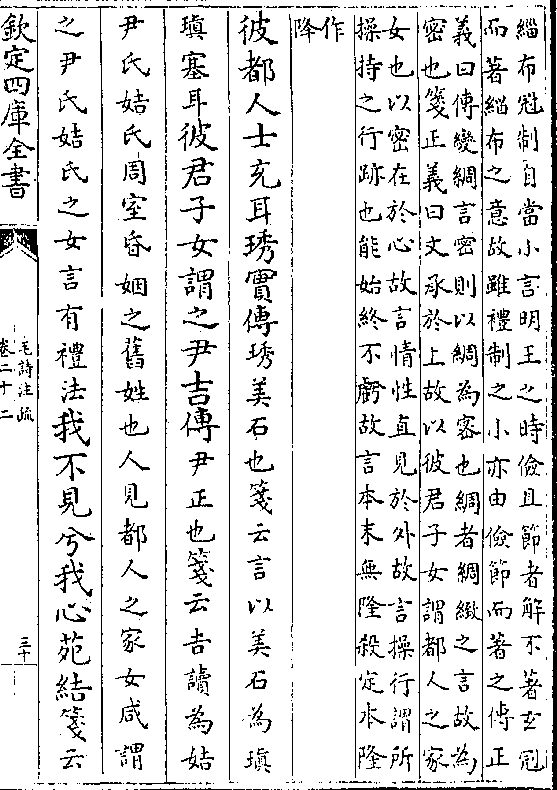 緇布冠制自當小言明王之時儉且節者解不著玄冠
而著緇布之意故雖禮制之小亦由儉節而著之傳正
義曰傳變綢言密則以綢為密也綢者綢緻之言故為
密也箋正義曰文承於上故以彼君子女謂都人之家
女也以密在於心故言情性直見於外故言操行謂所
操持之行跡也能始終不虧故言本末無隆殺定本隆
作
降
彼都人士充耳琇實傳琇美石也箋云言以美石為瑱
瑱塞耳彼君子女謂之尹吉傳尹正也箋云吉讀為姞
尹氏姞氏周室昏姻之舊姓也人見都人之家女咸謂
之尹氏姞氏之女言有禮法我不見兮我心苑結箋云
欽定四庫全書
毛詩注疏
卷二十二
三十